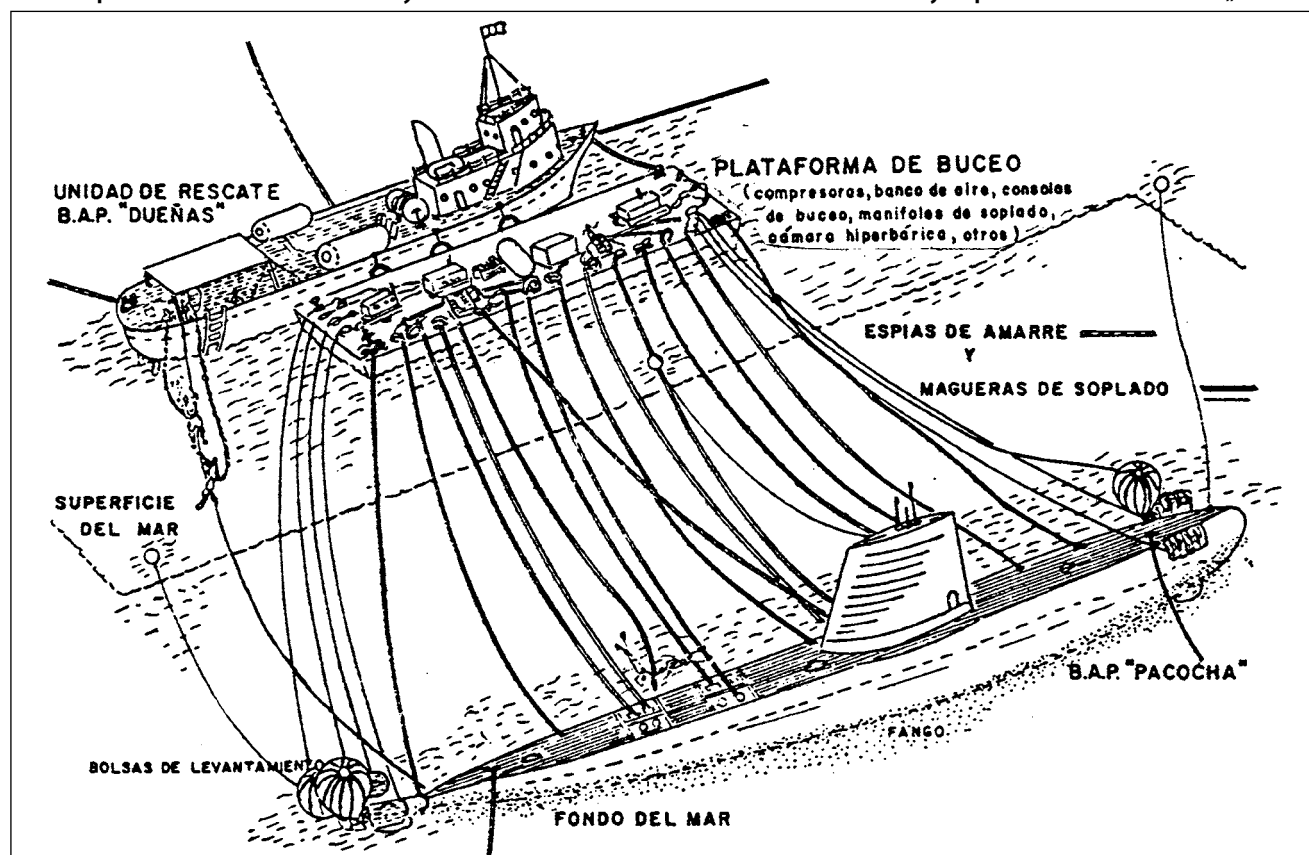 PLATAFORMA DE BUCEO
(compresoras, banco de aire, consolas
de buceo, manifoles de soplado,
cámara hiperbárica, otros)
UNIDAD DE RESCATE
B.A.P. "DUEÑAS"
ESPIAS DE AMARRE
Y
MAGUERAS DE SOPLADO
SUPERFICIE
DEL MAR
B.A.P. "PACOCHA"
FANGO
BOLSAS DE LEVANTAMIENTO
FONDO DEL MAR